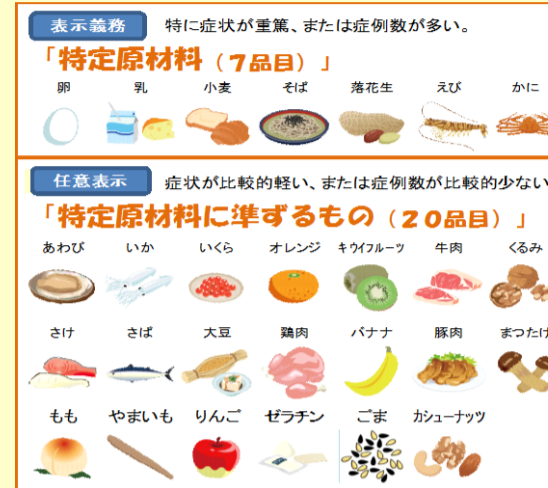 表示義務 特に症状が重篤、または症例数が多い。
「特定原材料（7品目）」
卵 乳 小麦 そば 落花生 えび かに
任意表示 症状が比較的軽い、または症例数が比較的少ない
「特定原材料に準ずるもの（20品目）」
あわび いか いくら オレンジ キウイフルーツ 牛肉 くるみ
さけ さば 大豆 鶏肉 バナナ 豚肉 まつたけ
もも やまいも りんご ゼラチン ごま カシューナッツ